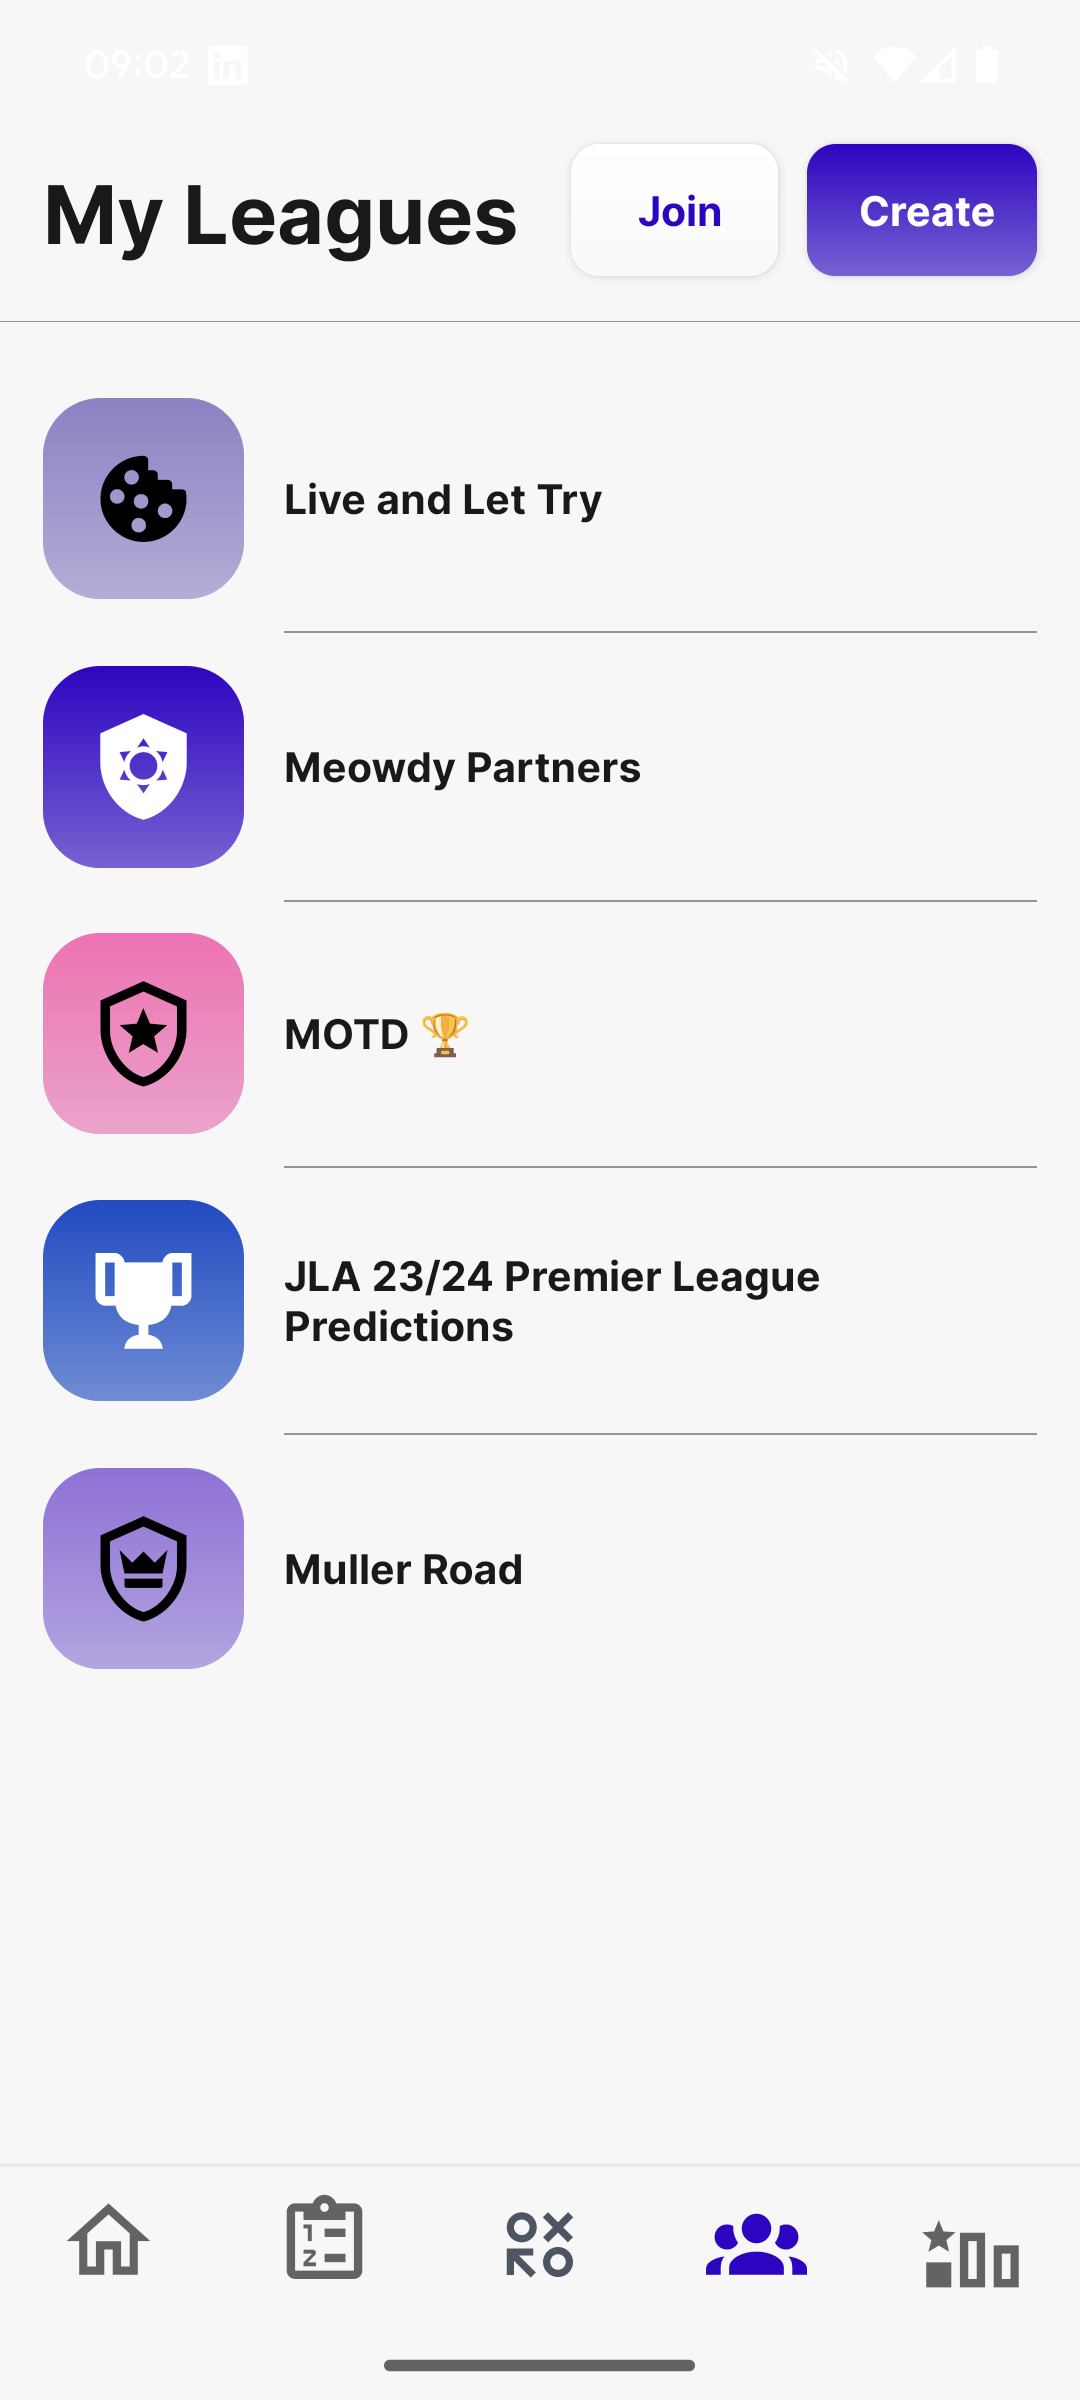 09:02
My Leagues
Join
Create
Live and Let Try
Meowdy Partners
MOTD 🏆
JLA 23/24 Premier League
Predictions
Muller Road